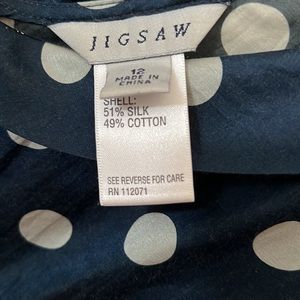 JIGSAW
12
MADE IN
CHINA
SHELL:
51% SILK
49% COTTON
SEE REVERSE FOR CARE
RN 112071